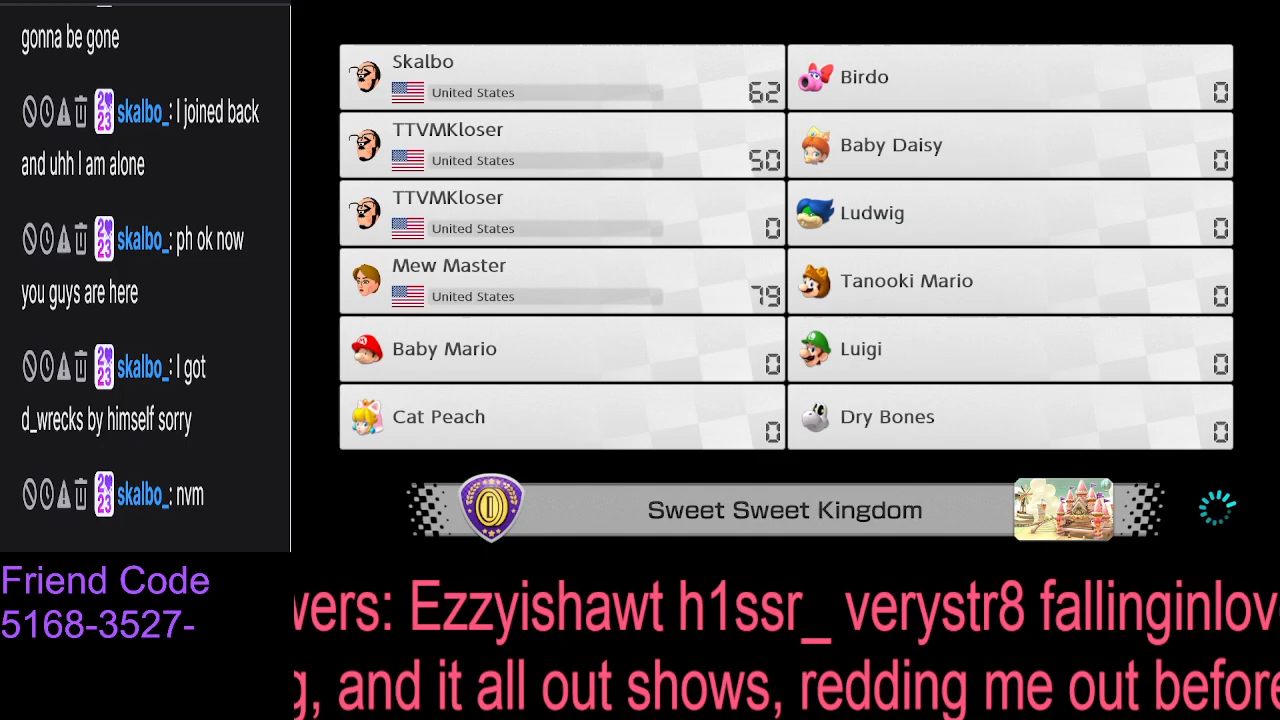 gonna be gone
skalbo_: I joined back
and uhh I am alone
skalbo_: ph ok now
you guys are here
skalbo_: I got
d_wrecks by himself sorry
skalbo_: nvm
Friend Code
5168-3527-
Skalbo
United States
62
TTVMKloser
United States
50
TTVMKloser
United States
0
Mew Master
United States
79
Baby Mario
0
Cat Peach
0
Birdo
0
Baby Daisy
0
Ludwig
0
Tanooki Mario
0
Luigi
0
Dry Bones
0
Sweet Sweet Kingdom
wers: Ezzyishawt h1ssr_ verystr8 fallinginlov
g, and it all out shows, redding me out before